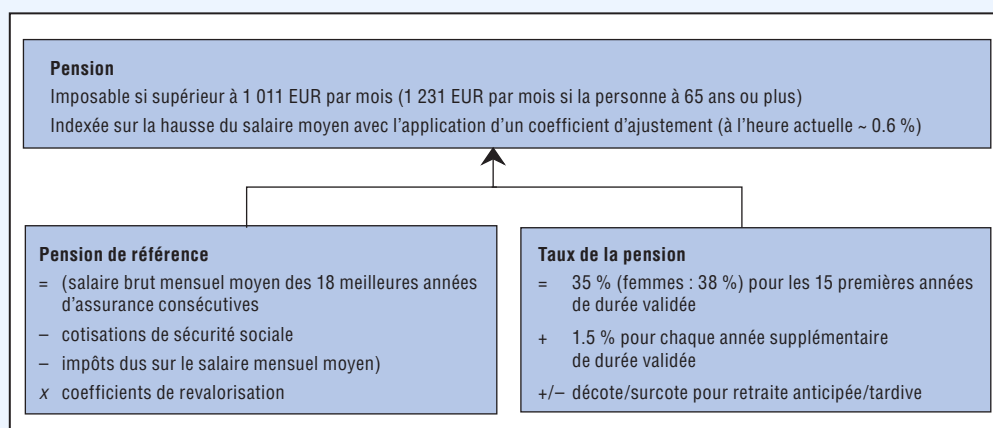 Pension
Imposable si supérieur à 1 011 EUR par mois (1 231 EUR par mois si la personne à 65 ans ou plus)
Indexée sur la hausse du salaire moyen avec l’application d’un coefficient d’ajustement (à l’heure actuelle ~ 0.6 %)
Pension de référence
= (salaire brut mensuel moyen des 18 meilleures années
d’assurance consécutives
– cotisations de sécurité sociale
– impôts dus sur le salaire mensuel moyen)
x coefficients de revalorisation
Taux de la pension
= 35 % (femmes : 38 %) pour les 15 premières années
de durée validée
+ 1.5 % pour chaque année supplémentaire
de durée validée
+/– décote/surcote pour retraite anticipée/tardive